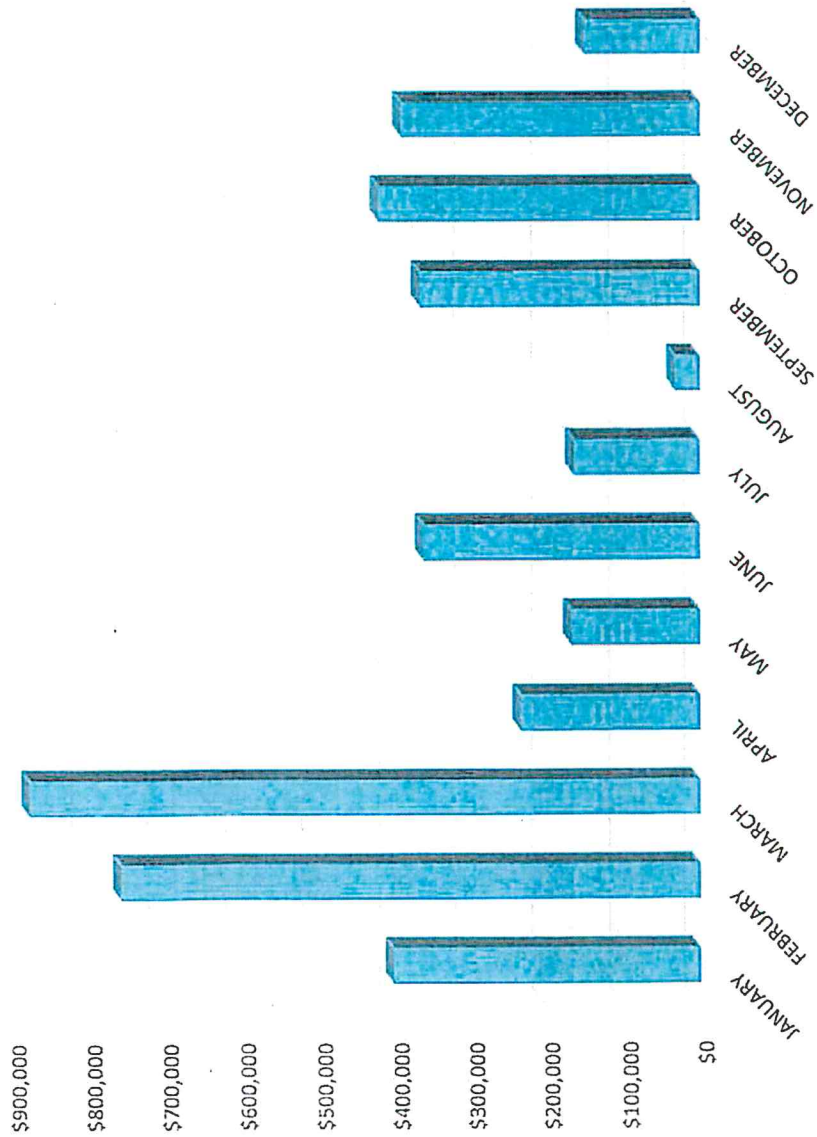 $900,000
$800,000
$700,000
$600,000
$500,000
$400,000
$300,000
$200,000
$100,000
$0
JANUARY
FEBRUARY
MARCH
APRIL
MAY
JUNE
JULY
AUGUST
SEPTEMBER
OCTOBER
NOVEMBER
DECEMBER